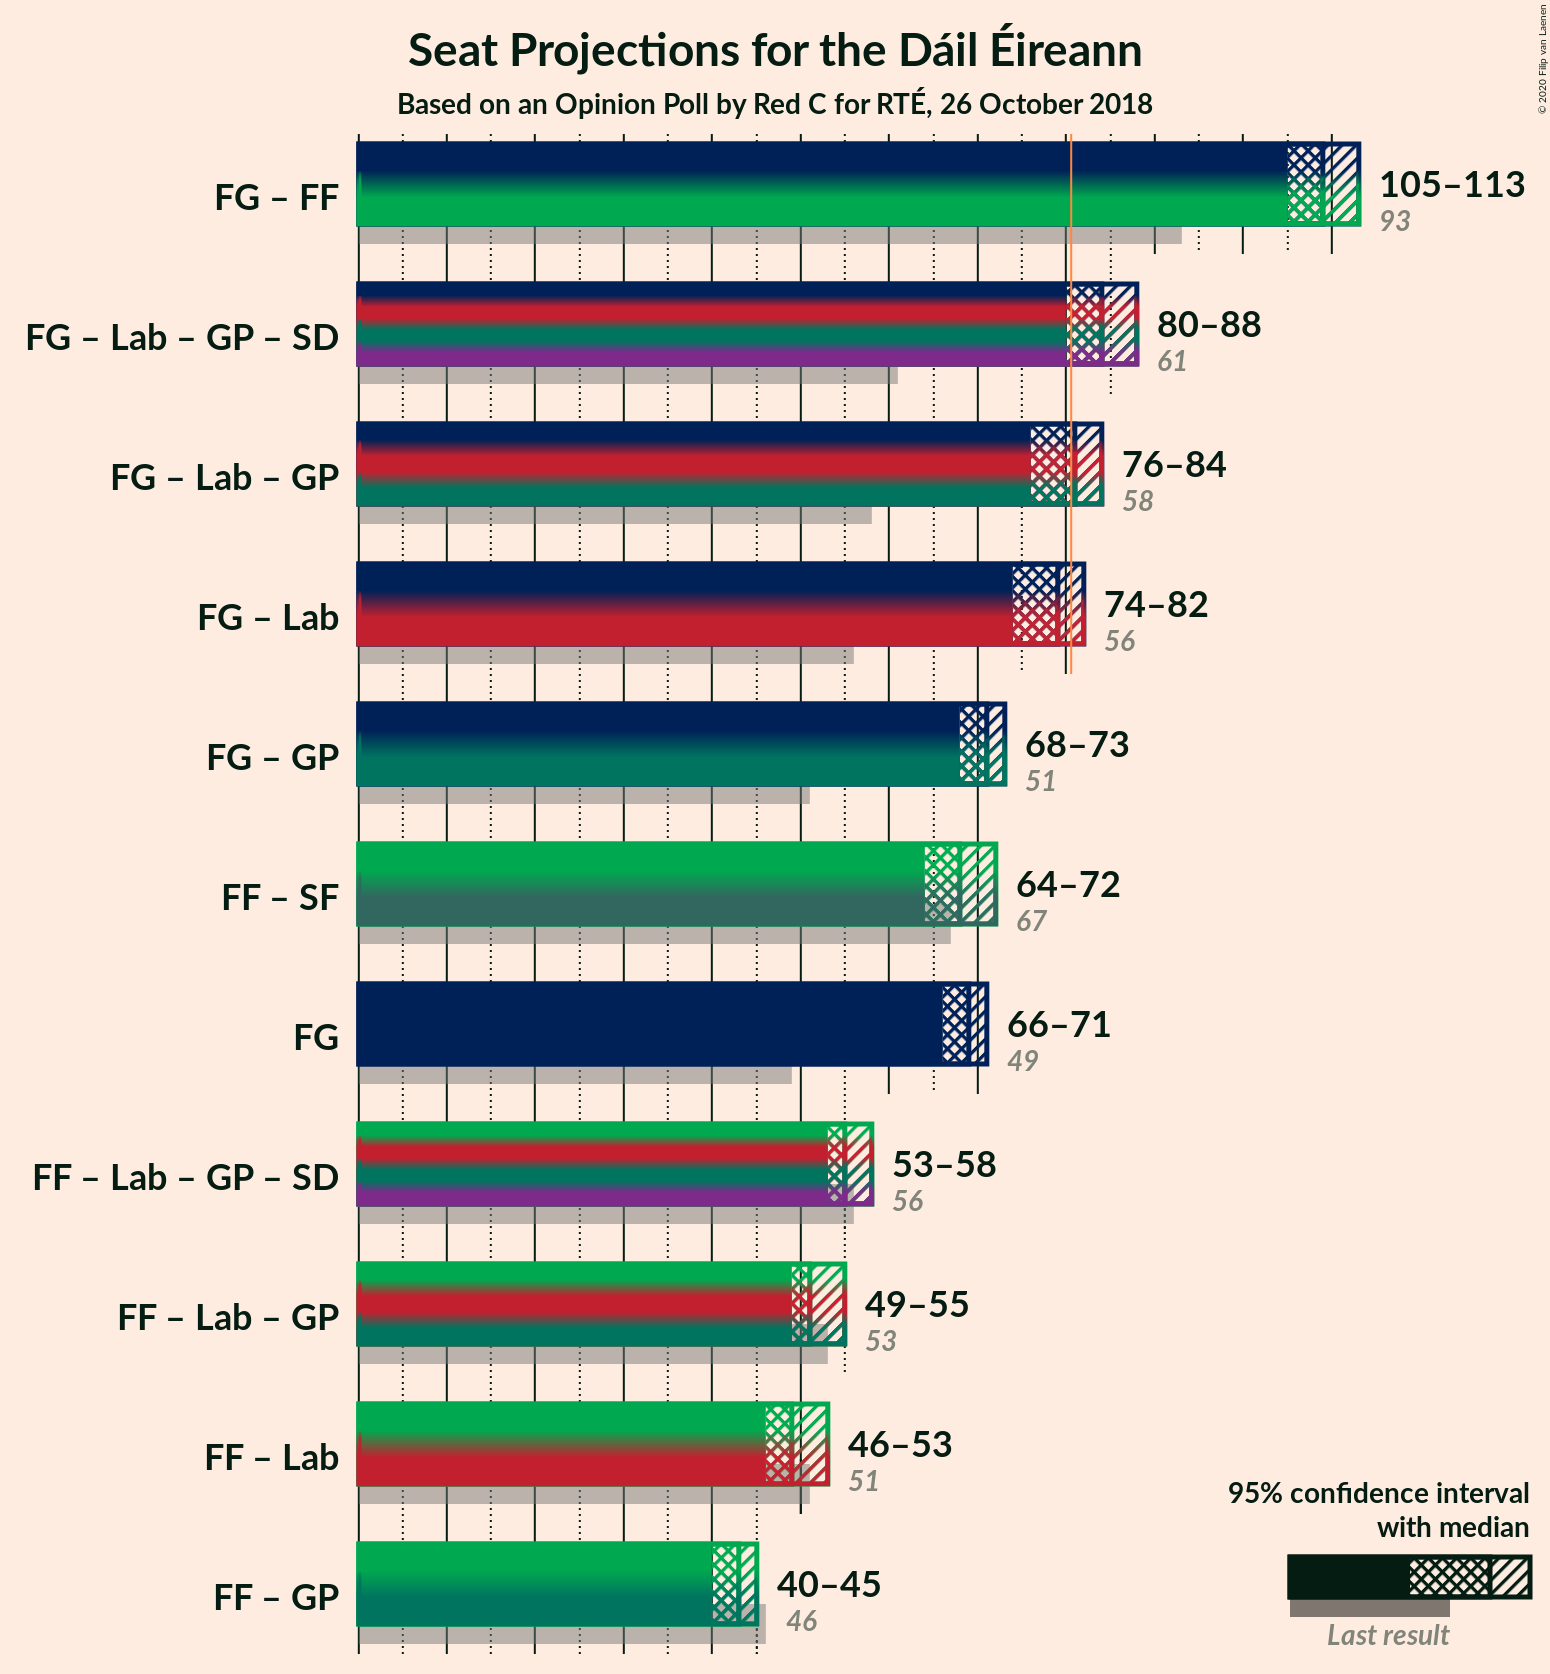 Seat Projections for the Dáil Éireann
Based on an Opinion Poll by Red C for RTÉ, 26 October 2018
© 2020 Filip van Laenen
FG – FF
105–113
93
FG – Lab – GP – SD
80–88
61
FG – Lab – GP
76–84
58
FG – Lab
74–82
56
FG – GP
68–73
51
FF – SF
64–72
67
FG
66–71
49
FF – Lab – GP – SD
53–58
56
FF – Lab – GP
49–55
53
FF – Lab
46–53
51
FF – GP
40–45
46
95% confidence interval
with median
Last result